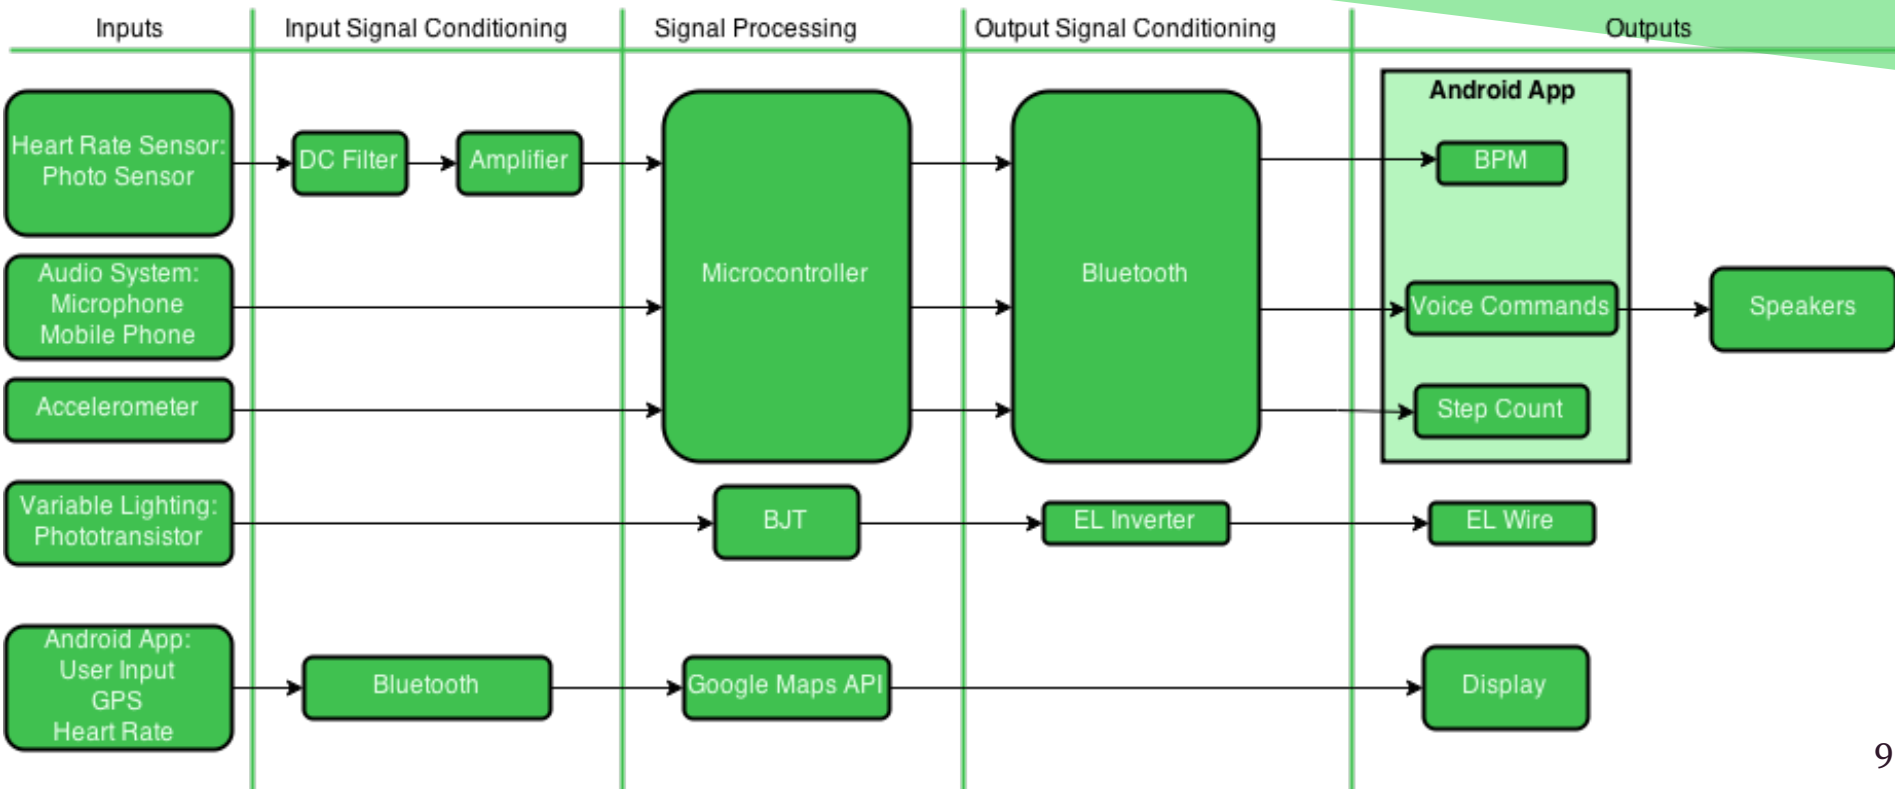 Inputs
Input Signal Conditioning
Signal Processing
Output Signal Conditioning
Outputs
Android App
Heart Rate Sensor:
Photo Sensor
DC Filter
Amplifier
Microcontroller
Bluetooth
BPM
Audio System:
Microphone
Mobile Phone
Voice Commands
Speakers
Accelerometer
Step Count
Variable Lighting:
Phototransistor
BJT
EL Inverter
EL Wire
Android App:
User Input
GPS
Heart Rate
Bluetooth
Google Maps API
Display
9